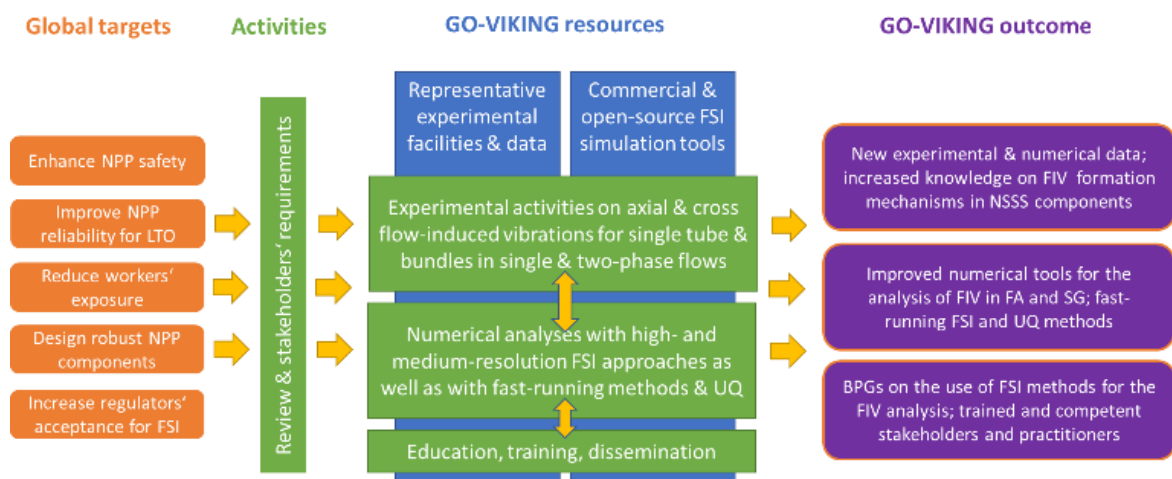 Global targets
Activities
GO-VIKING resources
GO-VIKING outcome
Enhance NPP safety
Improve NPP
reliability for LTO
Reduce workers‘
exposure
Design robust NPP
components
Increase regulators‘
acceptance for FSI
Review & stakeholders‘ requirements
Representative
experimental
facilities & data
Commercial &
open-source FSI
simulation tools
Experimental activities on axial & cross
flow-induced vibrations for single tube &
bundles in single & two-phase flows
Numerical analyses with high- and
medium-resolution FSI approaches as
well as with fast-running methods & UQ
Education, training, dissemination
New experimental & numerical data;
increased knowledge on FIV formation
mechanisms in NSSS components
Improved numerical tools for the
analysis of FIV in FA and SG; fast-
running FSI and UQ methods
BPGs on the use of FSI methods for the
FIV analysis; trained and competent
stakeholders and practitioners